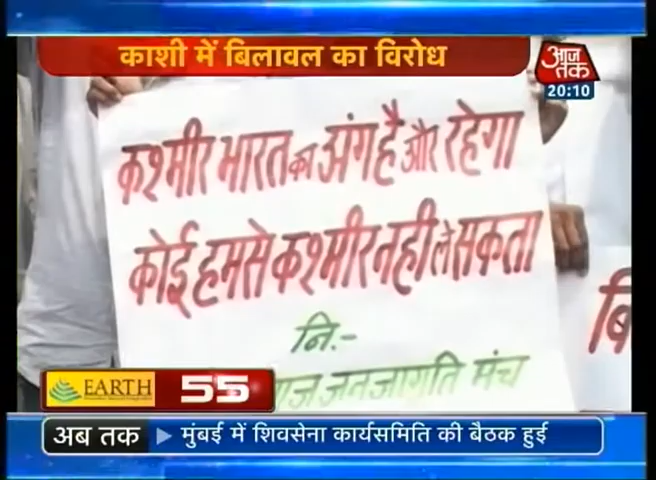 काशी में बिलावल का विरोध
आज तक
20:10
कश्मीर भारत का अंग है और रहेगा
कोई हमसे कश्मीर नही ले सकता
नि.-
जनजागृति मंच
बि
EARTH
55
अब तक
मुंबई में शिवसेना कार्यसमिति की बैठक हुई